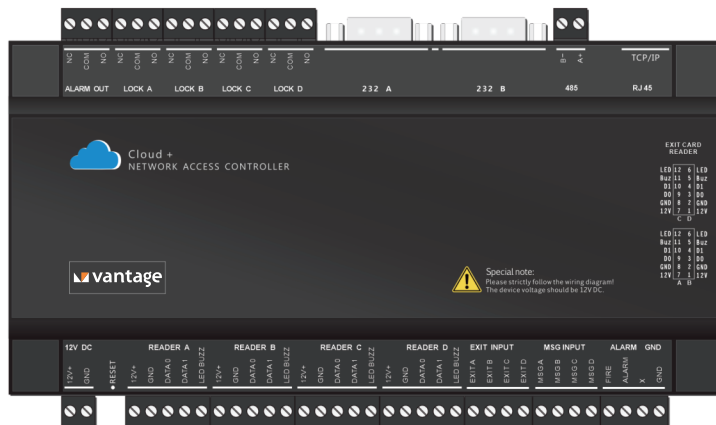 NC COM NO NC COM NO NC COM NO NC COM NO NC COM NO B- A+ TCP/IP
ALARM OUT LOCK A LOCK B LOCK C LOCK D 232 A 232 B 485 RJ45
Cloud +
NETWORK ACCESS CONTROLLER
EXIT CARD
READER
LED 12 6 LED
Buz 11 5 Buz
D1 10 4 D1
D0 9 3 D0
GND 8 2 GND
12V 7 1 12V
C D
LED 12 6 LED
Buz 11 5 Buz
D1 10 4 D1
D0 9 3 D0
GND 8 2 GND
12V 7 1 12V
A B
vantage
Special note:
Please strictly follow the wiring diagram!
The device voltage should be 12V DC.
12V DC READER A READER B READER C READER D EXIT INPUT MSG INPUT ALARM GND
12V+ GND RESET 12V+ GND DATA0 DATA1 LED BUZZ 12V+ GND DATA0 DATA1 LED BUZZ 12V+ GND DATA0 DATA1 LED BUZZ 12V+ GND DATA0 DATA1 LED BUZZ EXIT A EXIT B EXIT C EXIT D MSG A MSG B MSG C MSG D FIRE ALARM X GND